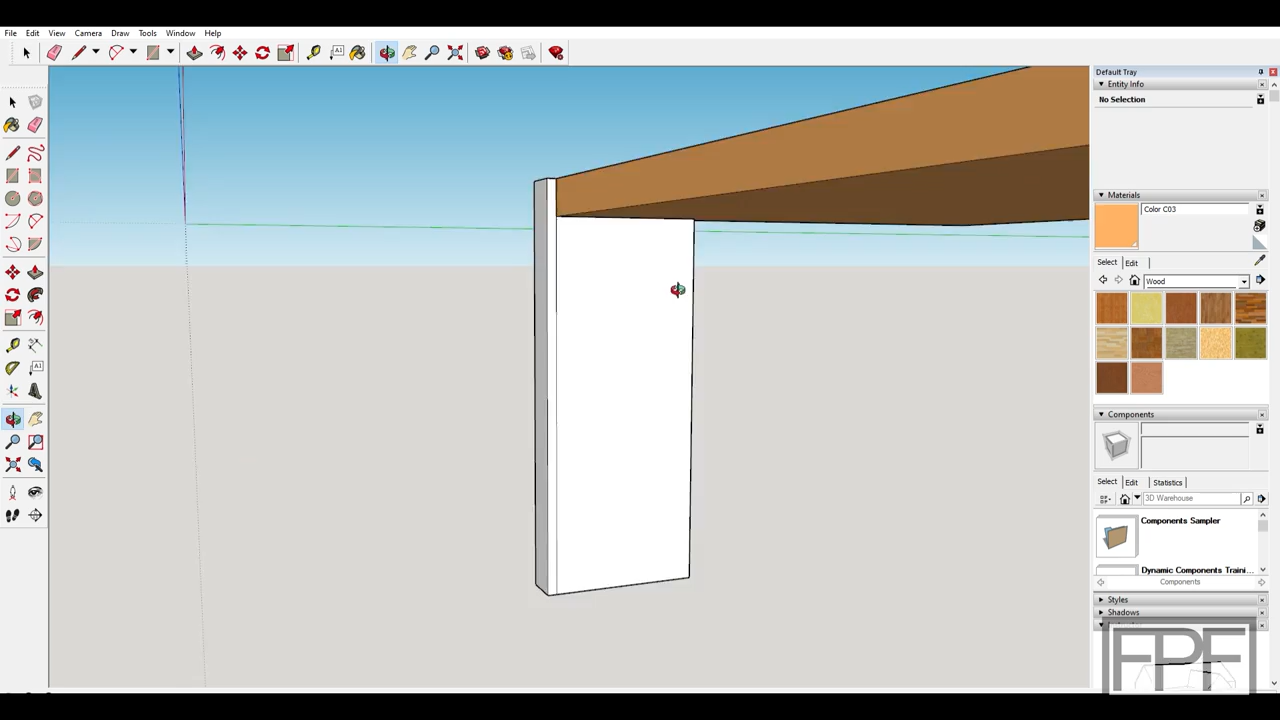 File Edit View Camera Draw Tools Window Help
Default Tray
Entity Info
No Selection
Materials
Color C03
Select Edit
Wood
Components
Select Edit Statistics
3D Warehouse
Components Sampler
Dynamic Components Traini...
Components
Styles
Shadows
FPF